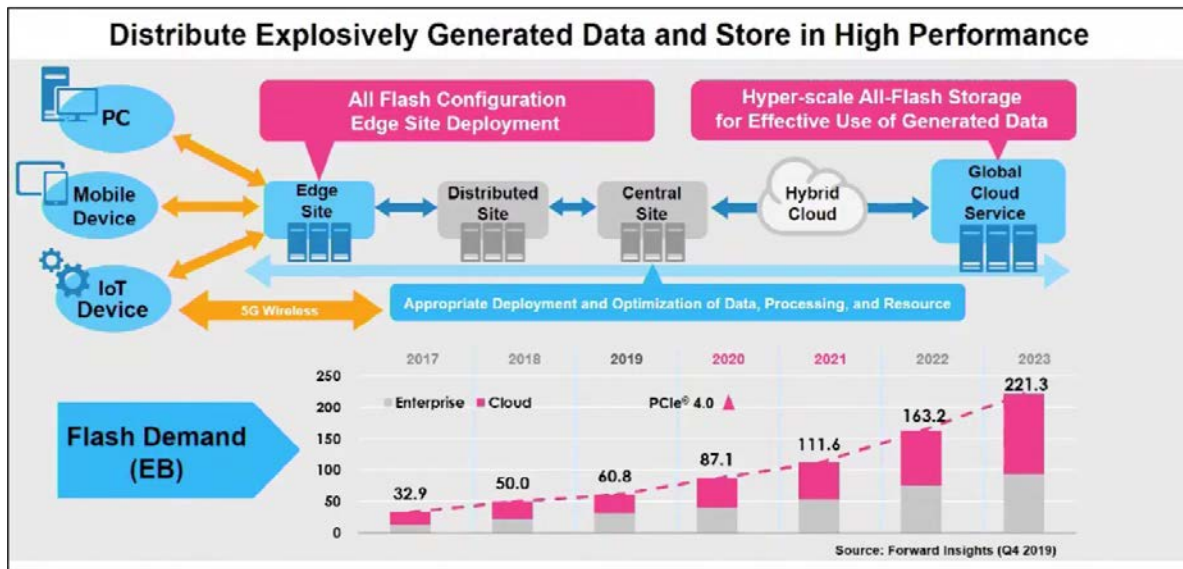 Distribute Explosively Generated Data and Store in High Performance
PC
All Flash Configuration
Edge Site Deployment
Hyper-scale All-Flash Storage
for Effective Use of Generated Data
Mobile
Device
Edge
Site
Distributed
Site
Central
Site
Hybrid
Cloud
Global
Cloud
Service
IoT
Device
5G Wireless
Appropriate Deployment and Optimization of Data, Processing, and Resource
2017 2018 2019 2020 2021 2022 2023
Flash Demand
(EB)
250
200
150
100
50
0
Enterprise Cloud
PCIe® 4.0
32.9 50.0 60.8 87.1 111.6 163.2 221.3
Source: Forward Insights (Q4 2019)